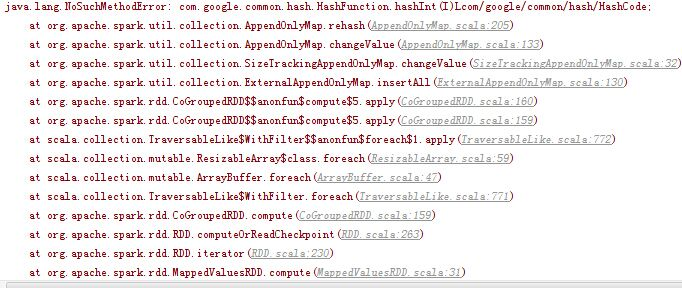 java.lang.NoSuchMethodError: com.google.common.hash.HashFunction.hashInt(I)Lcom/google/common/hash/HashCode;
at org.apache.spark.util.collection.AppendOnlyMap.rehash(AppendOnlyMap.scala:205)
at org.apache.spark.util.collection.AppendOnlyMap.changeValue(AppendOnlyMap.scala:133)
at org.apache.spark.util.collection.SizeTrackingAppendOnlyMap.changeValue(SizeTrackingAppendOnlyMap.scala:32)
at org.apache.spark.util.collection.ExternalAppendOnlyMap.insertAll(ExternalAppendOnlyMap.scala:130)
at org.apache.spark.rdd.CoGroupedRDD$$anonfun$compute$5.apply(CoGroupedRDD.scala:160)
at org.apache.spark.rdd.CoGroupedRDD$$anonfun$compute$5.apply(CoGroupedRDD.scala:159)
at scala.collection.TraversableLike$WithFilter$$anonfun$foreach$1.apply(TraversableLike.scala:772)
at scala.collection.mutable.ResizableArray$class.foreach(ResizableArray.scala:59)
at scala.collection.mutable.ArrayBuffer.foreach(ArrayBuffer.scala:47)
at scala.collection.TraversableLike$WithFilter.foreach(TraversableLike.scala:771)
at org.apache.spark.rdd.CoGroupedRDD.compute(CoGroupedRDD.scala:159)
at org.apache.spark.rdd.RDD.computeOrReadCheckpoint(RDD.scala:263)
at org.apache.spark.rdd.RDD.iterator(RDD.scala:230)
at org.apache.spark.rdd.MappedValuesRDD.compute(MappedValuesRDD.scala:31)